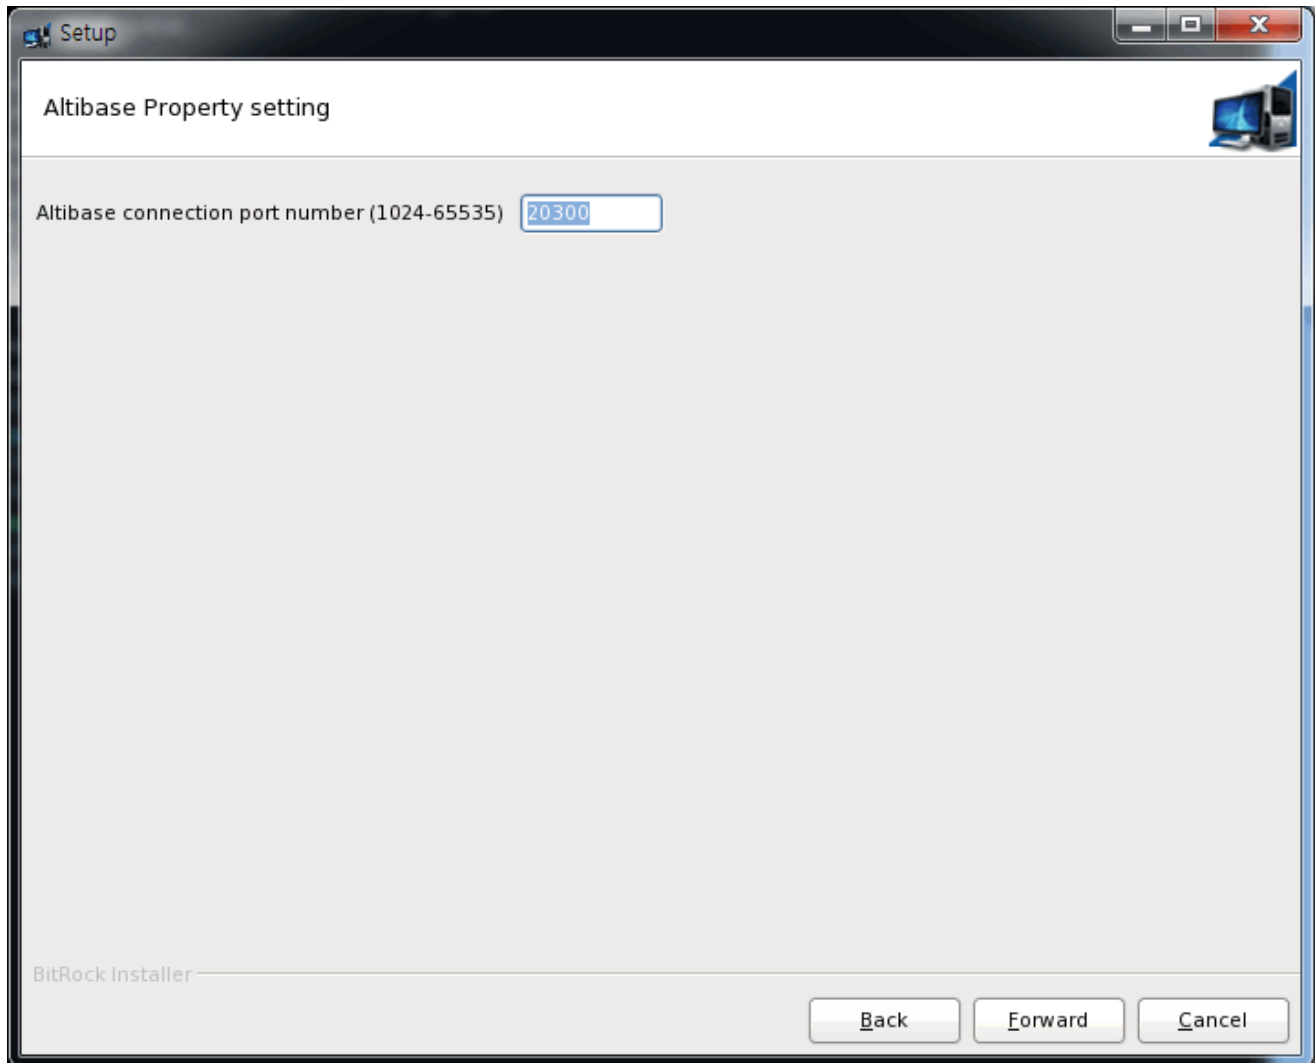 Setup
Altibase Property setting
Altibase connection port number (1024-65535) 20300
BitRock Installer
Back Forward Cancel